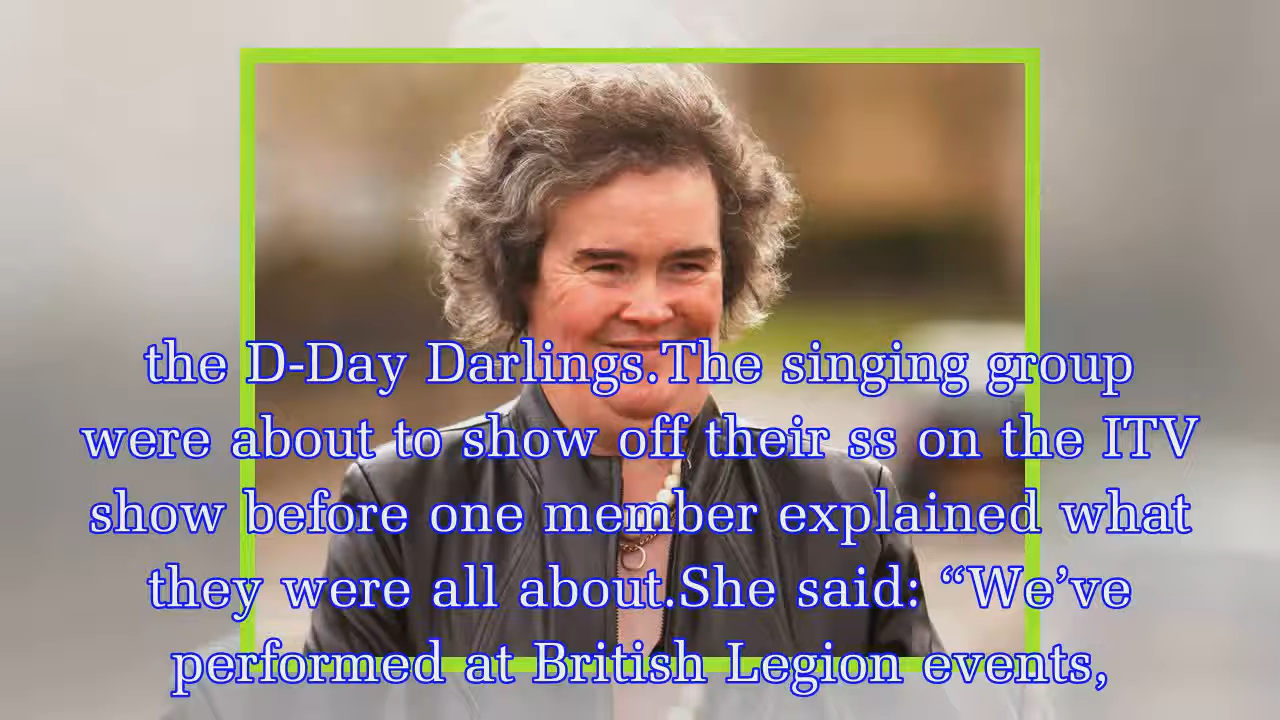 the D-Day Darlings.The singing group
were about to show off their ss on the ITV
show before one member explained what
they were all about.She said: “We’ve
performed at British Legion events,